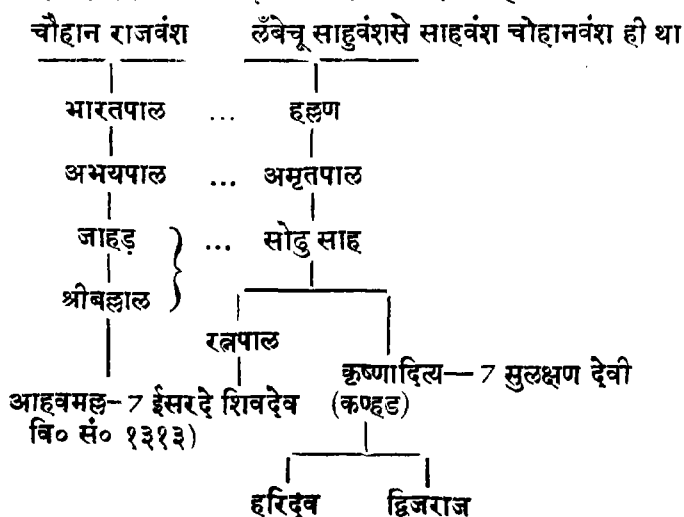 चौहान राजवंश लँबेचू साहुवंशसे साहवंश चोहानवंश ही था
भारतपाल ... हल्लण
अभयपाल ... अमृतपाल
जाहड़ } ... सोढु साह
श्रीबल्लाल
रत्नपाल
कृष्णादित्य— 7 सुलक्षण देवी
आहवमल्ल- 7 ईसरदे शिवदेव (कण्हड)
वि० सं० १३१३)
हरिदेव द्विजराज